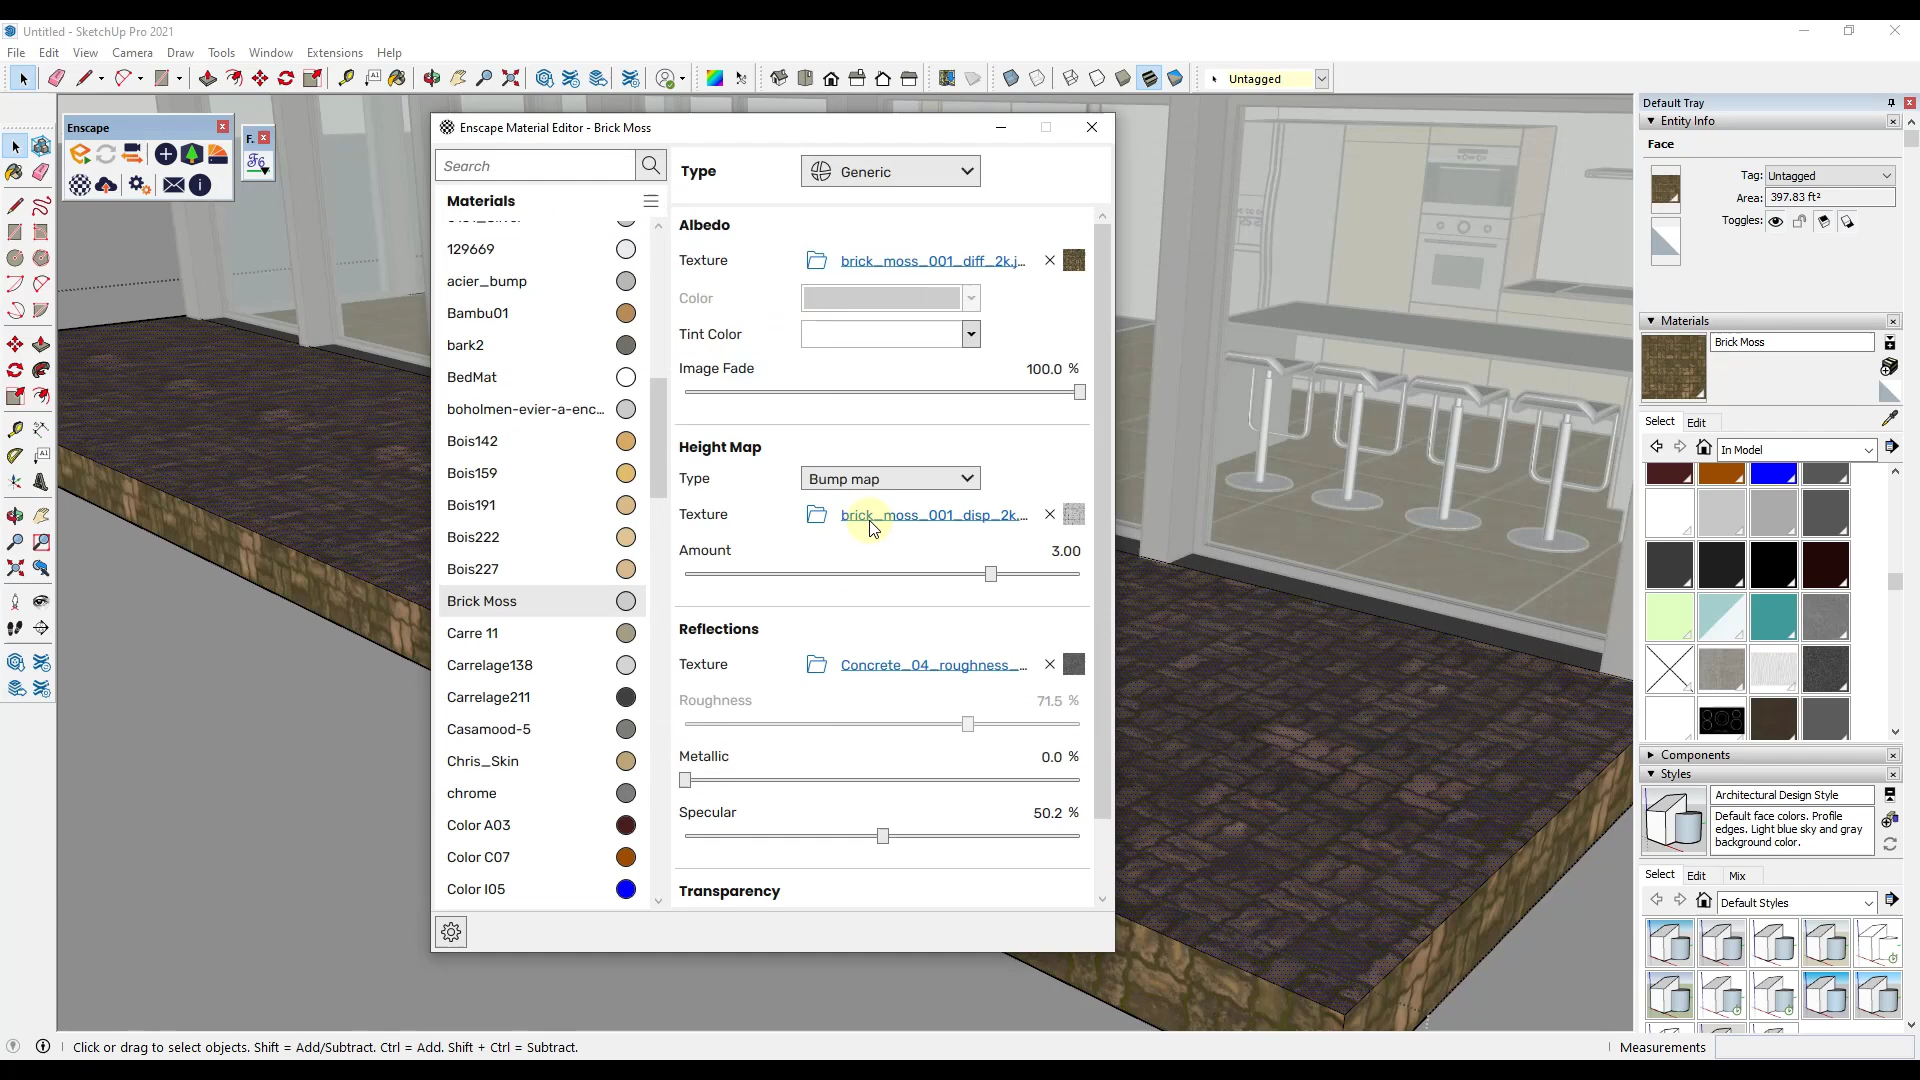 Untitled - SketchUp Pro 2021
File Edit View Camera Draw Tools Window Extensions Help
Untagged
Enscape
F.
Enscape Material Editor - Brick Moss
Search
Materials
129669
acier_bump
Bambu01
bark2
BedMat
boholmen-evier-a-enc...
Bois142
Bois159
Bois191
Bois222
Bois227
Brick Moss
Carre 11
Carrelage138
Carrelage211
Casamood-5
Chris_Skin
chrome
Color A03
Color C07
Color I05
Type Generic
Albedo
Texture brick_moss_001_diff_2k.j...
Color
Tint Color
Image Fade 100.0 %
Height Map
Type Bump map
Texture brick_moss_001_disp_2k....
Amount 3.00
Reflections
Texture Concrete_04_roughness_...
Roughness 71.5 %
Metallic 0.0 %
Specular 50.2 %
Transparency
Default Tray
Entity Info
Face
Tag: Untagged
Area: 397.83 ft²
Toggles:
Materials
Brick Moss
Select Edit
In Model
Components
Styles
Architectural Design Style
Default face colors. Profile
edges. Light blue sky and gray
background color.
Select Edit Mix
Default Styles
Click or drag to select objects. Shift = Add/Subtract. Ctrl = Add. Shift + Ctrl = Subtract.
Measurements